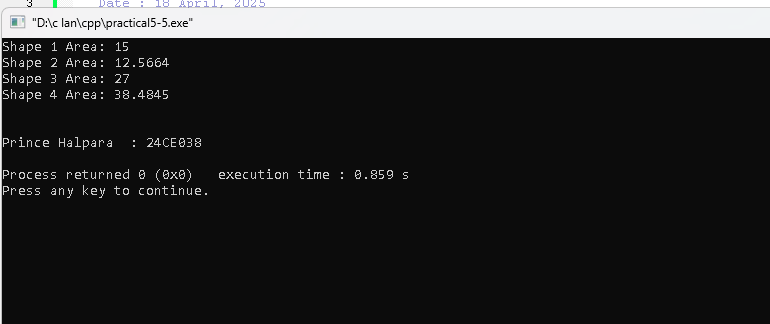 3 Date : 18 April, 2025
"D:\c lan\cpp\practical5-5.exe"
Shape 1 Area: 15
Shape 2 Area: 12.5664
Shape 3 Area: 27
Shape 4 Area: 38.4845
Prince Halpara  : 24CE038
Process returned 0 (0x0)   execution time : 0.859 s
Press any key to continue.